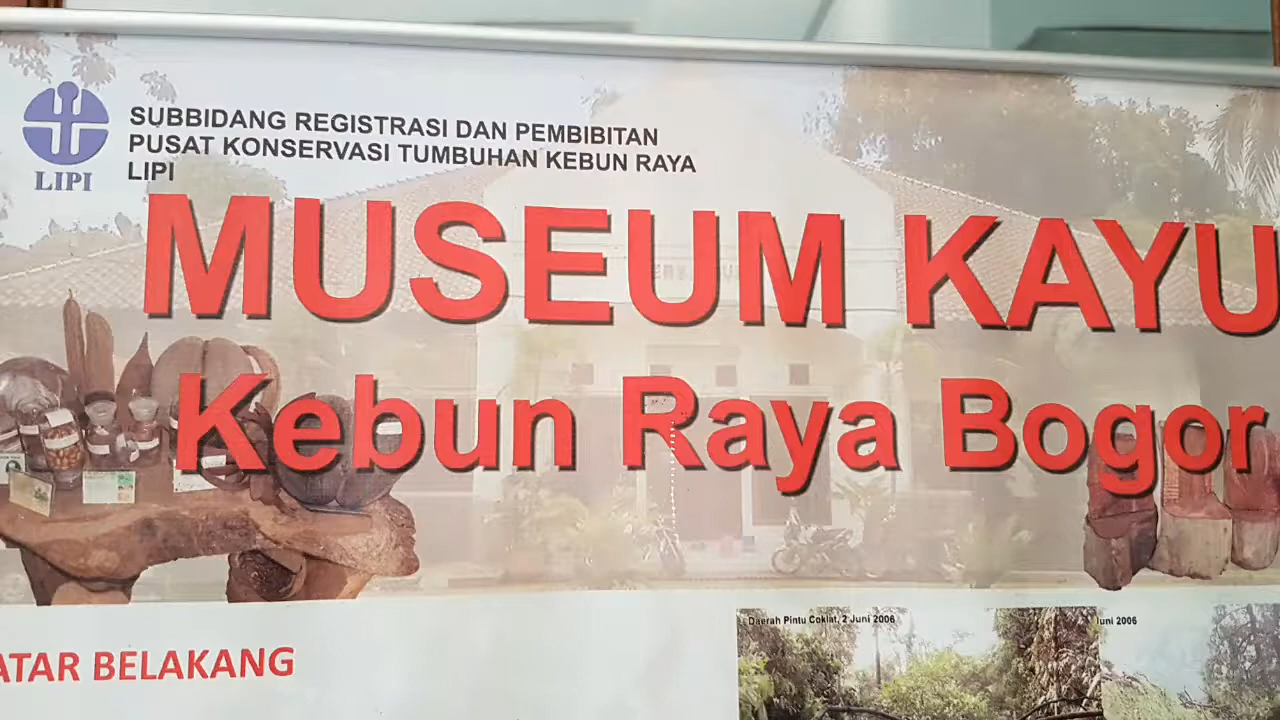 SUBBIDANG REGISTRASI DAN PEMBIBITAN
PUSAT KONSERVASI TUMBUHAN KEBUN RAYA
LIPI
LIPI
MUSEUM KAYU
Kebun Raya Bogor
ATAR BELAKANG
Daerah Pintu Coklat, 2 Juni 2006
Juni 2006